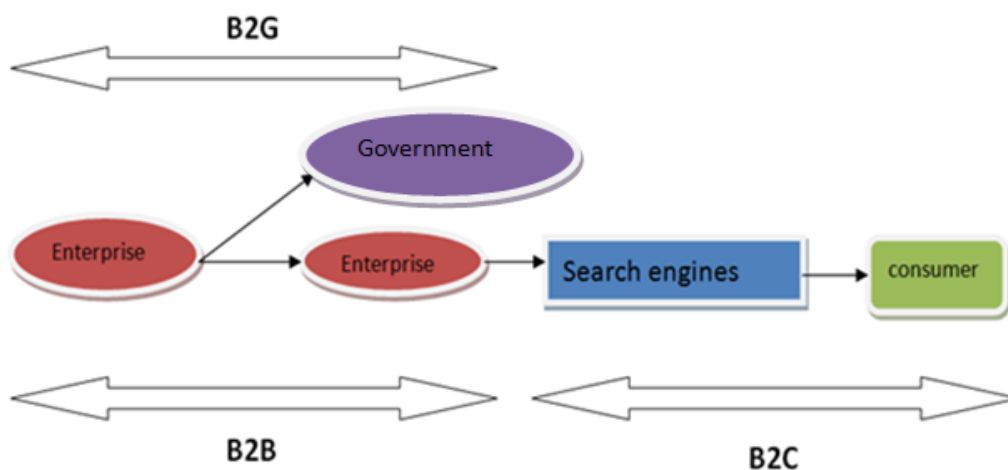 B2G
Government
Enterprise
Enterprise
Search engines
consumer
B2B
B2C